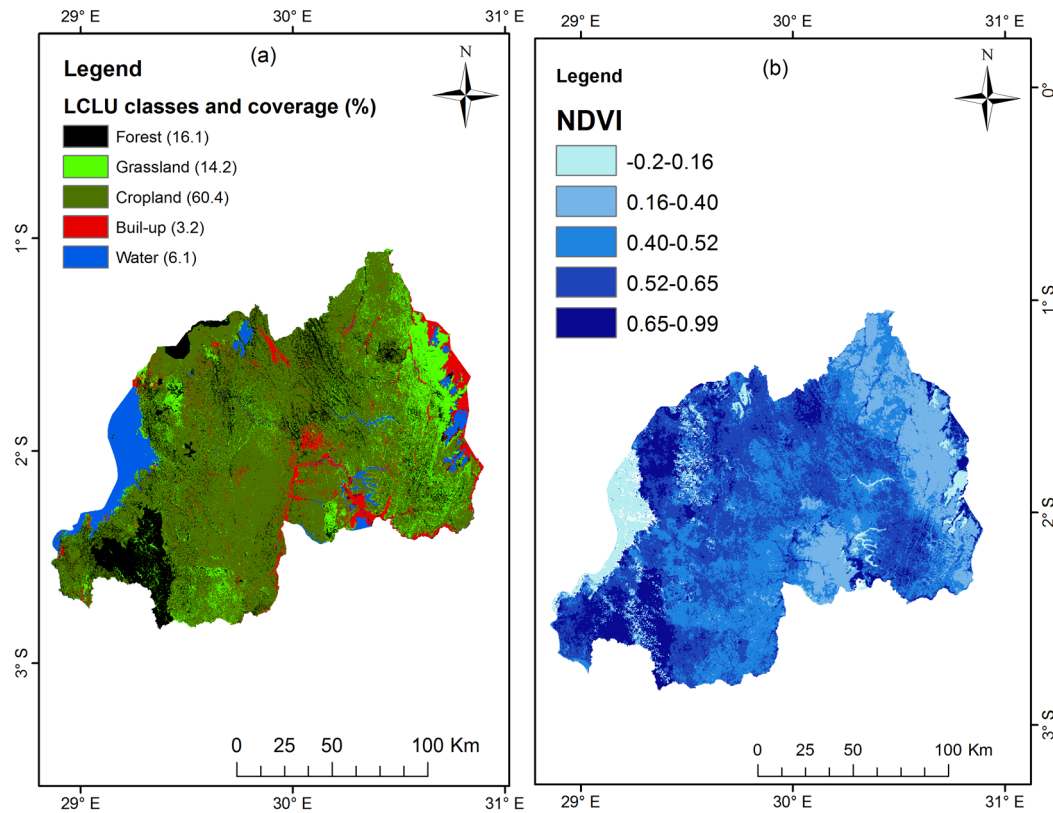 29° E 30° E 31° E
(a)
N
Legend
LCLU classes and coverage (%)
Forest (16.1)
Grassland (14.2)
Cropland (60.4)
Buil-up (3.2)
Water (6.1)
1° S
2° S
3° S
0 25 50 100 Km
29° E 30° E 31° E
29° E 30° E 31° E
(b)
N
Legend
NDVI
-0.2-0.16
0.16-0.40
0.40-0.52
0.52-0.65
0.65-0.99
0°
1° S
2° S
3° S
0 25 50 100 Km
29° E 30° E 31° E